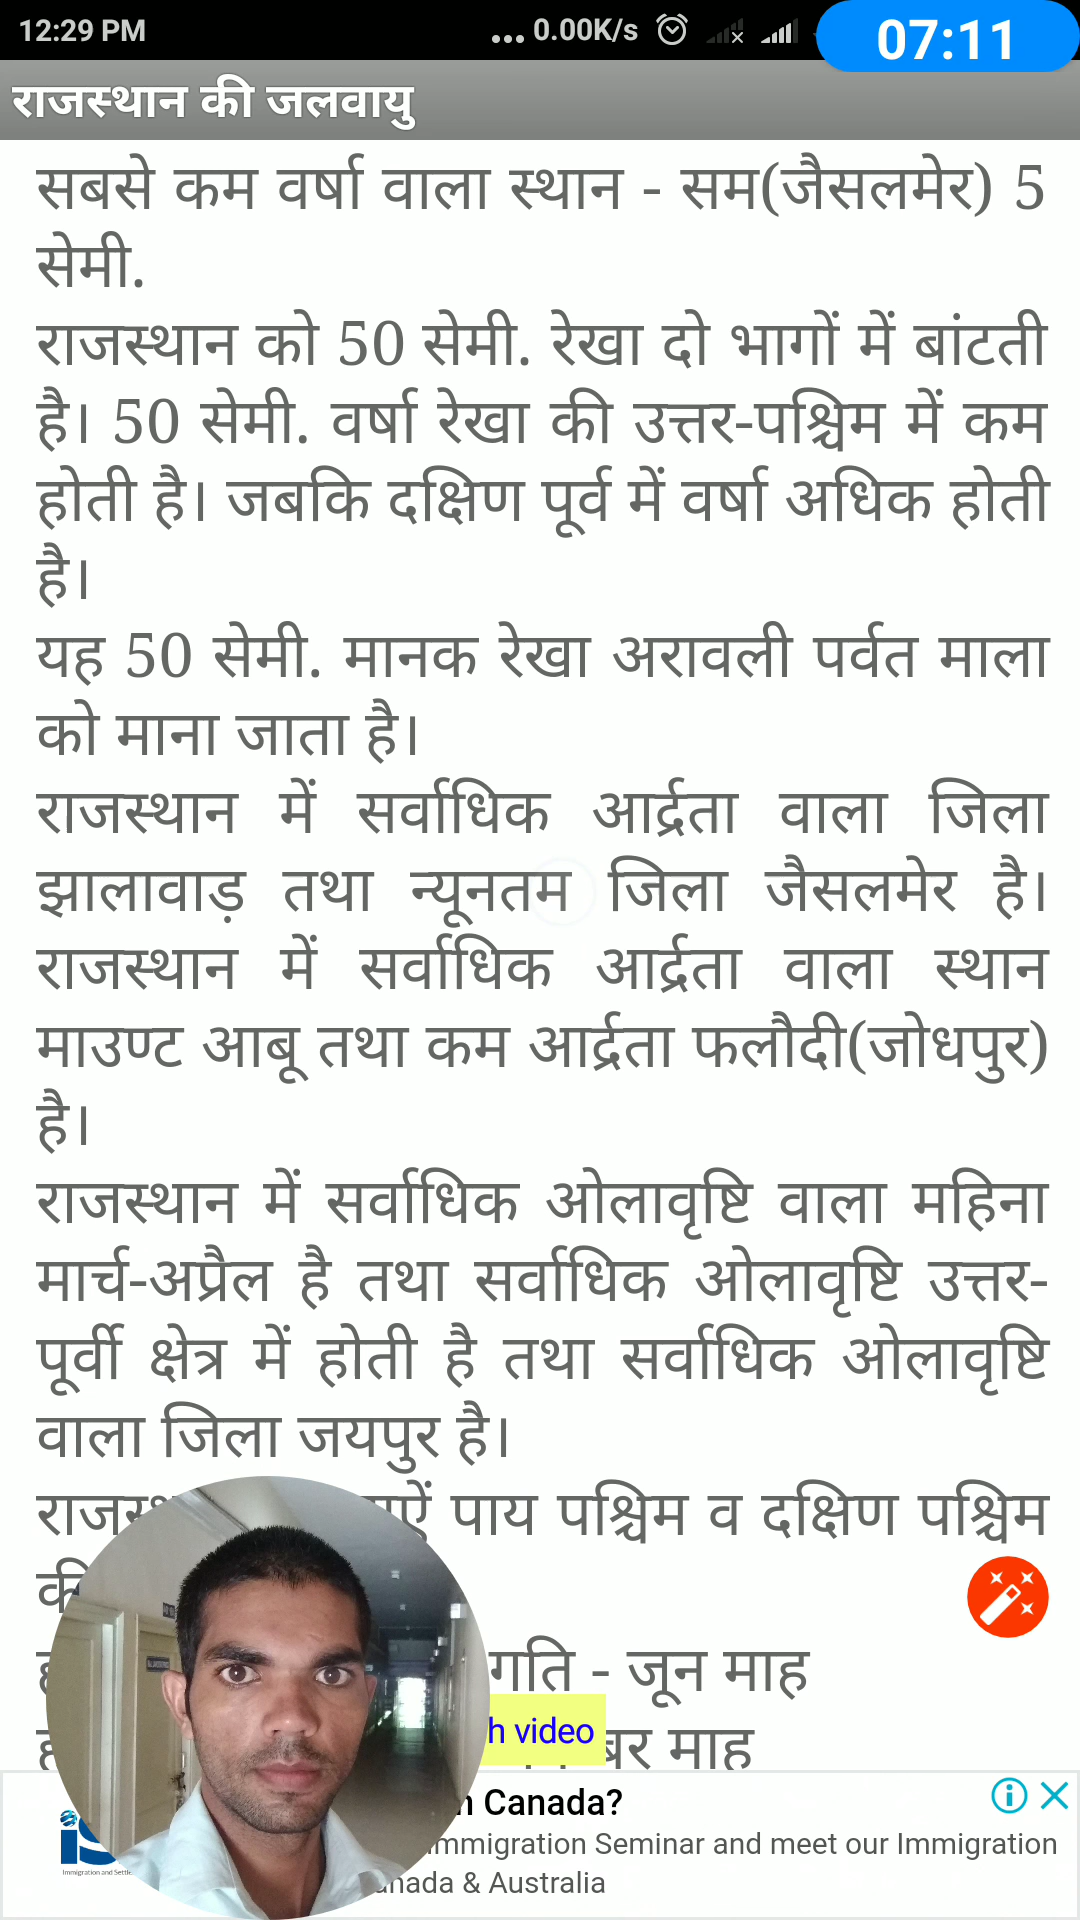 12:29 PM
...0.00K/s
07:11
राजस्थान की जलवायु
सबसे कम वर्षा वाला स्थान - सम(जैसलमेर) 5
सेमी.
राजस्थान को 50 सेमी. रेखा दो भागों में बांटती
है। 50 सेमी. वर्षा रेखा की उत्तर-पश्चिम में कम
होती है। जबकि दक्षिण पूर्व में वर्षा अधिक होती
है।
यह 50 सेमी. मानक रेखा अरावली पर्वत माला
को माना जाता है।
राजस्थान में सर्वाधिक आर्द्रता वाला जिला
झालावाड़ तथा न्यूनतम जिला जैसलमेर है।
राजस्थान में सर्वाधिक आर्द्रता वाला स्थान
माउण्ट आबू तथा कम आर्द्रता फलौदी(जोधपुर)
है।
राजस्थान में सर्वाधिक ओलावृष्टि वाला महिना
मार्च-अप्रैल है तथा सर्वाधिक ओलावृष्टि उत्तर-
पूर्वी क्षेत्र में होती है तथा सर्वाधिक ओलावृष्टि
वाला जिला जयपुर है।
पाय पश्चिम व दक्षिण पश्चिम
गति - जून माह
video
माह
Canada?
Immigration Seminar and meet our Immigration
& Australia